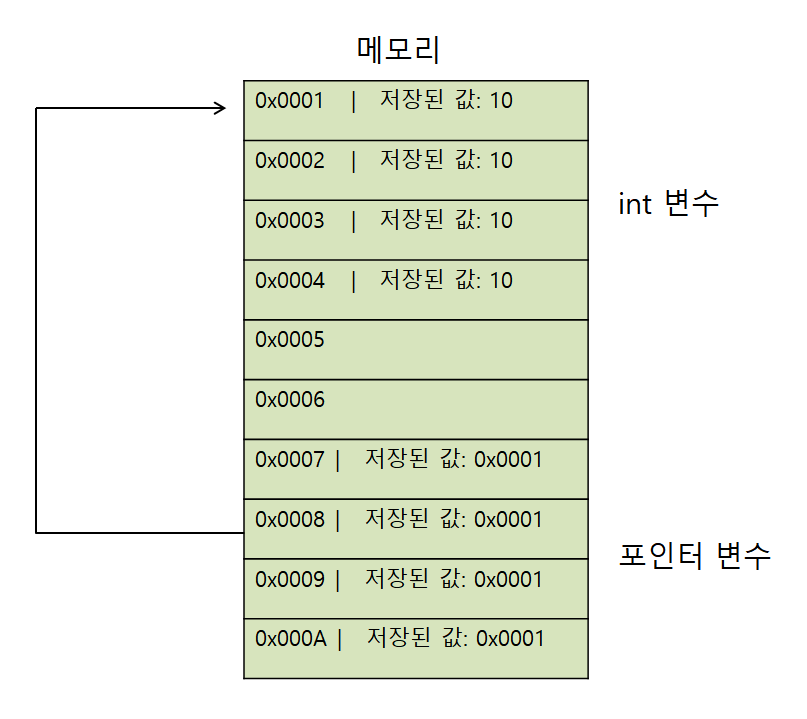 메모리
0x0001 | 저장된 값: 10
0x0002 | 저장된 값: 10
int 변수
0x0003 | 저장된 값: 10
0x0004 | 저장된 값: 10
0x0005
0x0006
0x0007 | 저장된 값: 0x0001
0x0008 | 저장된 값: 0x0001
포인터 변수
0x0009 | 저장된 값: 0x0001
0x000A | 저장된 값: 0x0001